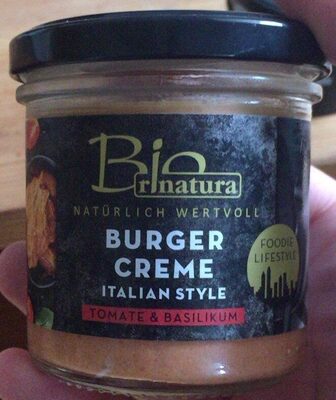 Bio
rinatura
NATÜRLICH WERTVOLL
BURGER
CREME
ITALIAN STYLE
TOMATE & BASILIKUM
FOODIE
LIFESTYLE